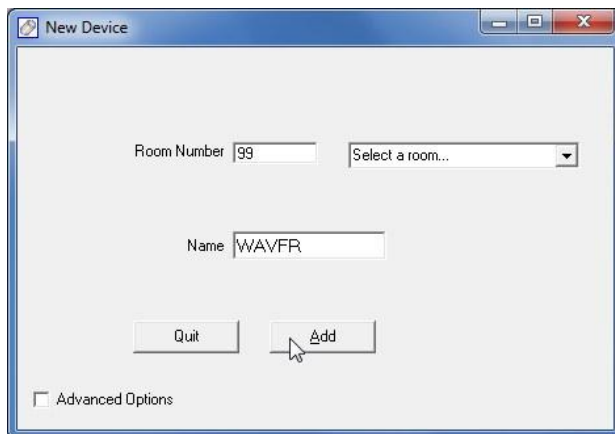 New Device
Room Number 99 Select a room...
Name WAVFR
Quit Add
Advanced Options